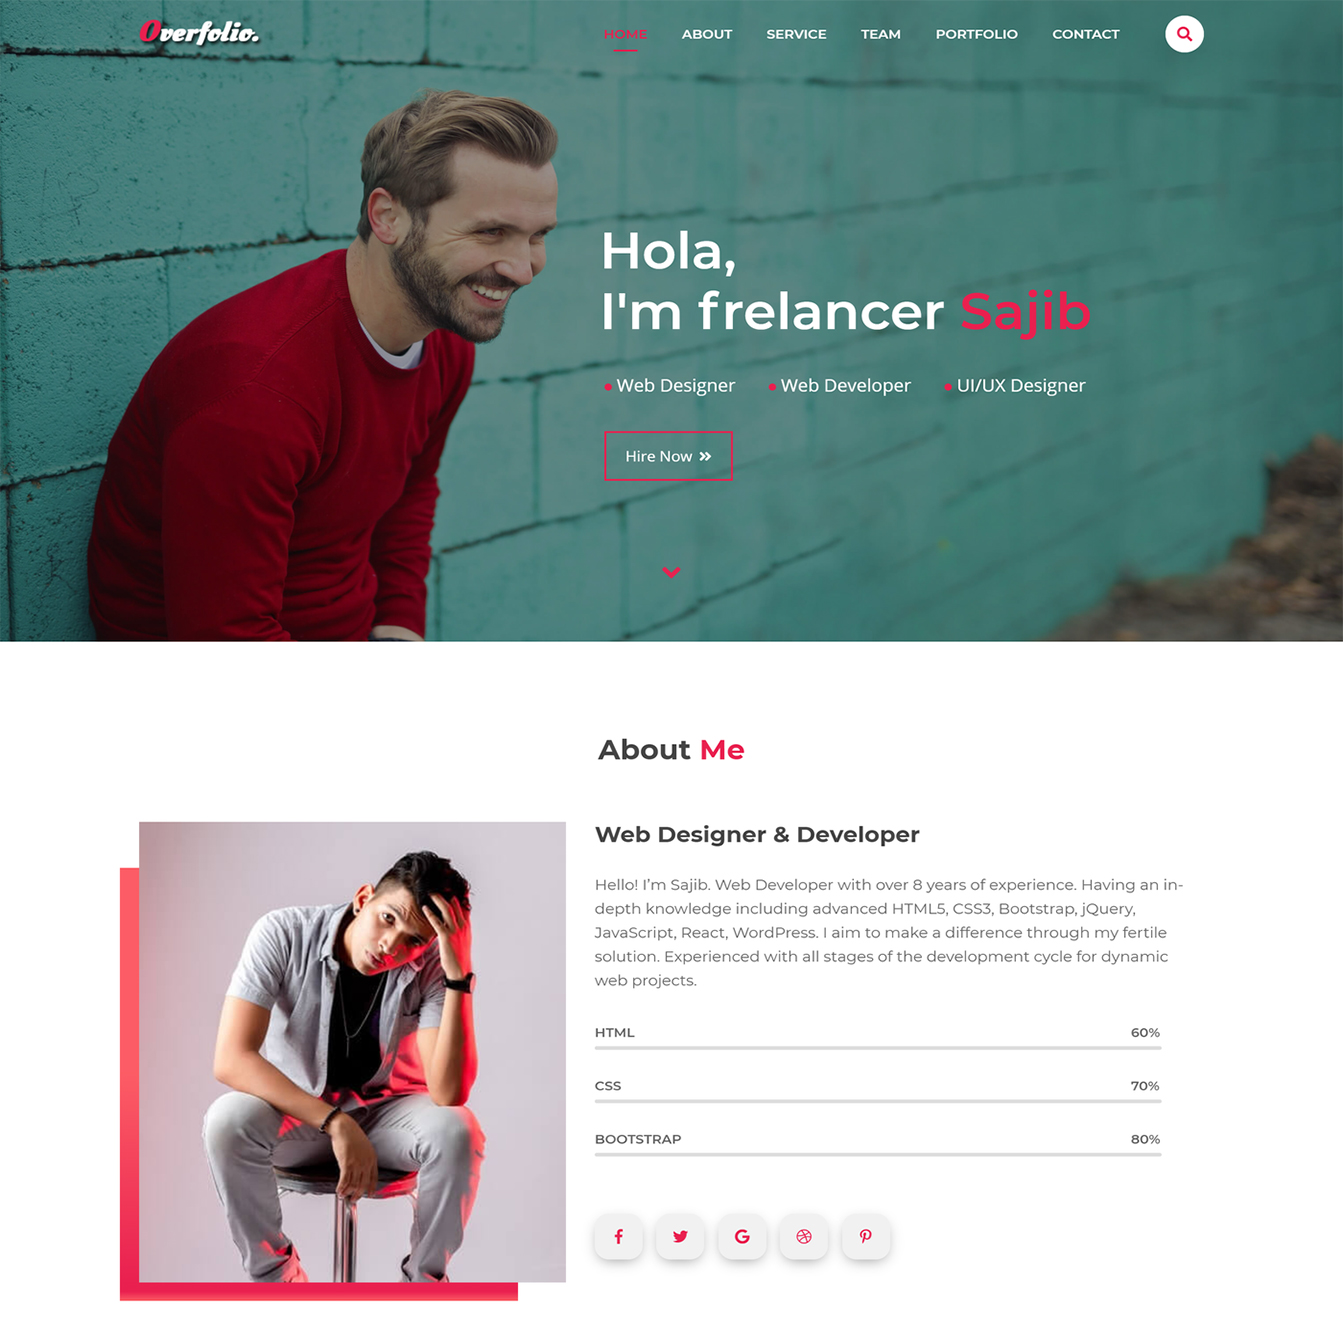 Overfolio.
HOME ABOUT SERVICE TEAM PORTFOLIO CONTACT
Hola,
I'm frelancer Sajib
Web Designer Web Developer UI/UX Designer
Hire Now »
About Me
Web Designer & Developer
Hello! I’m Sajib. Web Developer with over 8 years of experience. Having an in-
depth knowledge including advanced HTML5, CSS3, Bootstrap, jQuery,
JavaScript, React, WordPress. I aim to make a difference through my fertile
solution. Experienced with all stages of the development cycle for dynamic
web projects.
HTML 60%
CSS 70%
BOOTSTRAP 80%